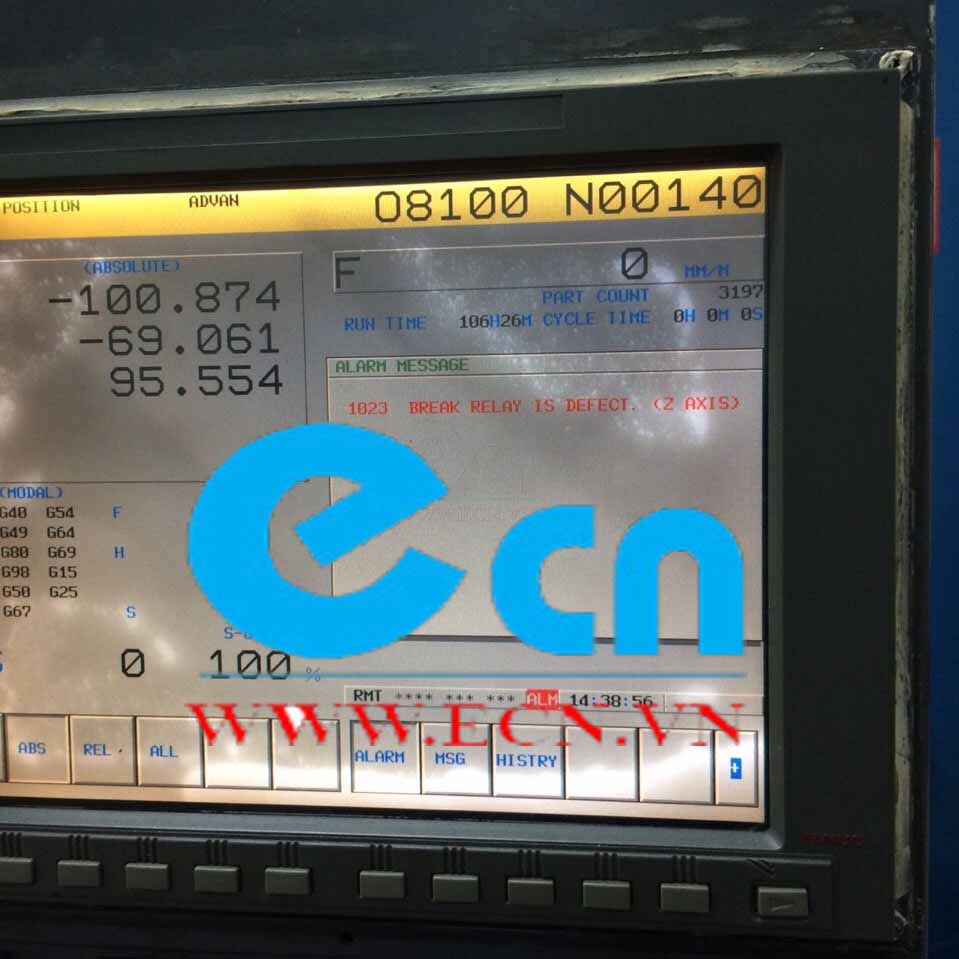 POSITION ADVAN O8100 N00140
(ABSOLUTE)
-100.874
-69.061
95.554
F 0 MM/M
PART COUNT 3197
RUN TIME 106H26M CYCLE TIME 0H 0M 0S
ALARM MESSAGE
1023 BREAK RELAY IS DEFECT. (Z AXIS)
(MODAL)
G40 G54 F
G49 G64
G80 G69 H
G98 G15
G50 G25
G67 S
0 100 %
ecn
RMT **** *** *** ALM 14:38:56
WWW.ECN.VN
ABS REL ALL ALARM MSG HISTRY +